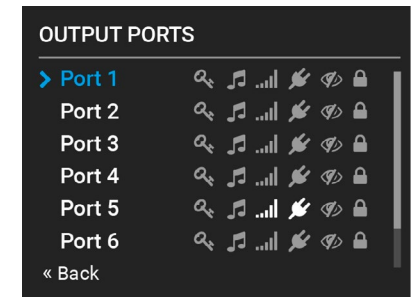 OUTPUT PORTS
Port 1
Port 2
Port 3
Port 4
Port 5
Port 6
« Back